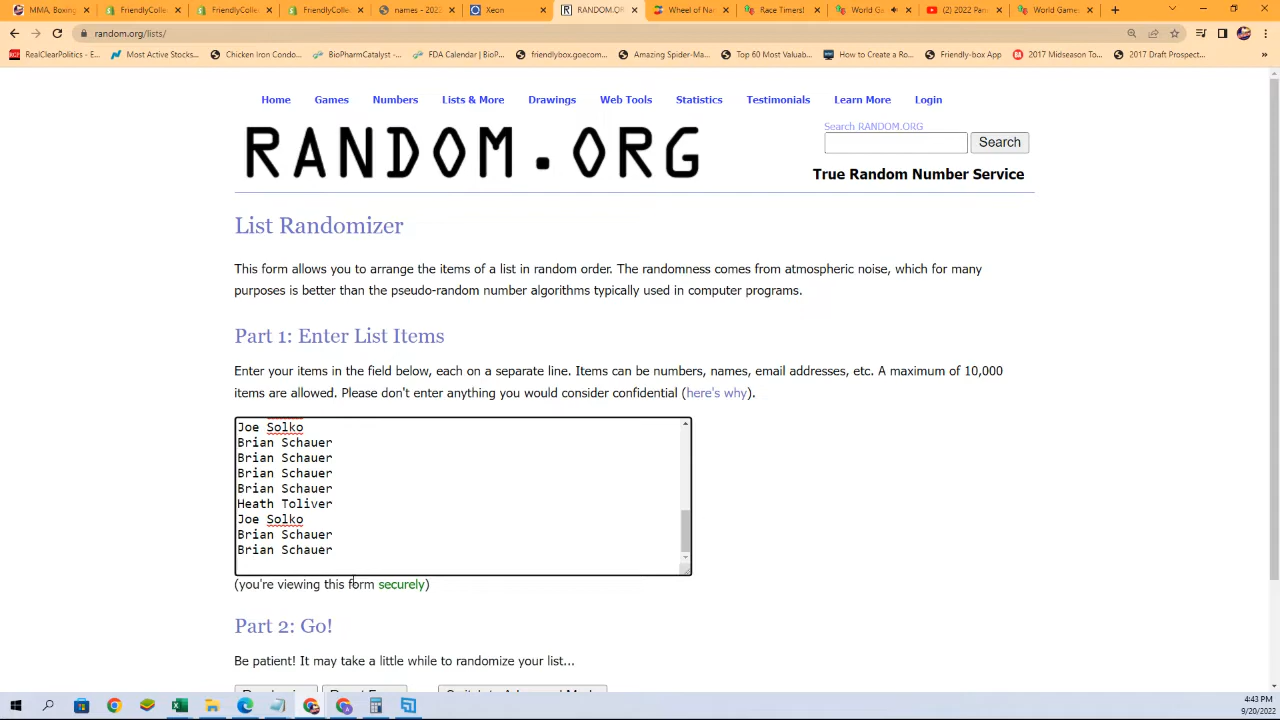 MMA, Boxing
FriendlyColle
FriendlyColle
FriendlyColle
names - 2022
Xeon
RANDOM.OR
Wheel of Nam
Race Timers!
World Ga
(2) 2022 Pani
World Games
random.org/lists/
RealClearPolitics - E...
Most Active Stocks...
Chicken Iron Condo...
BioPharmCatalyst -...
FDA Calendar | BioP...
friendlybox.goecom...
Amazing Spider-Ma...
Top 60 Most Valuab...
How to Create a Ro...
Friendly-box App
2017 Midseason To...
2017 Draft Prospect...
»
Home Games Numbers Lists & More Drawings Web Tools Statistics Testimonials Learn More Login
RANDOM.ORG
Search RANDOM.ORG
Search
True Random Number Service
List Randomizer
This form allows you to arrange the items of a list in random order. The randomness comes from atmospheric noise, which for many
purposes is better than the pseudo-random number algorithms typically used in computer programs.
Part 1: Enter List Items
Enter your items in the field below, each on a separate line. Items can be numbers, names, email addresses, etc. A maximum of 10,000
items are allowed. Please don't enter anything you would consider confidential (here's why).
Joe Solko
Brian Schauer
Brian Schauer
Brian Schauer
Brian Schauer
Heath Toliver
Joe Solko
Brian Schauer
Brian Schauer
(you're viewing this form securely)
Part 2: Go!
Be patient! It may take a little while to randomize your list...
4:43 PM
9/20/2022